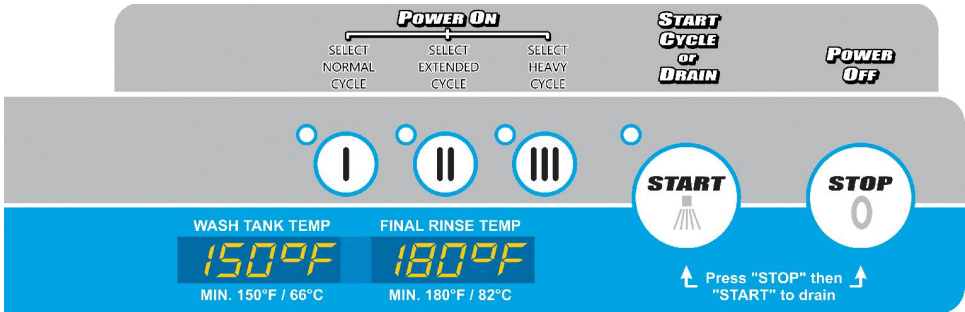 POWER ON
SELECT
NORMAL
CYCLE
SELECT
EXTENDED
CYCLE
SELECT
HEAVY
CYCLE
START
CYCLE
or
DRAIN
POWER
OFF
I
II
III
START
STOP
0
WASH TANK TEMP
150°F
MIN. 150°F / 66°C
FINAL RINSE TEMP
180°F
MIN. 180°F / 82°C
Press "STOP" then
"START" to drain